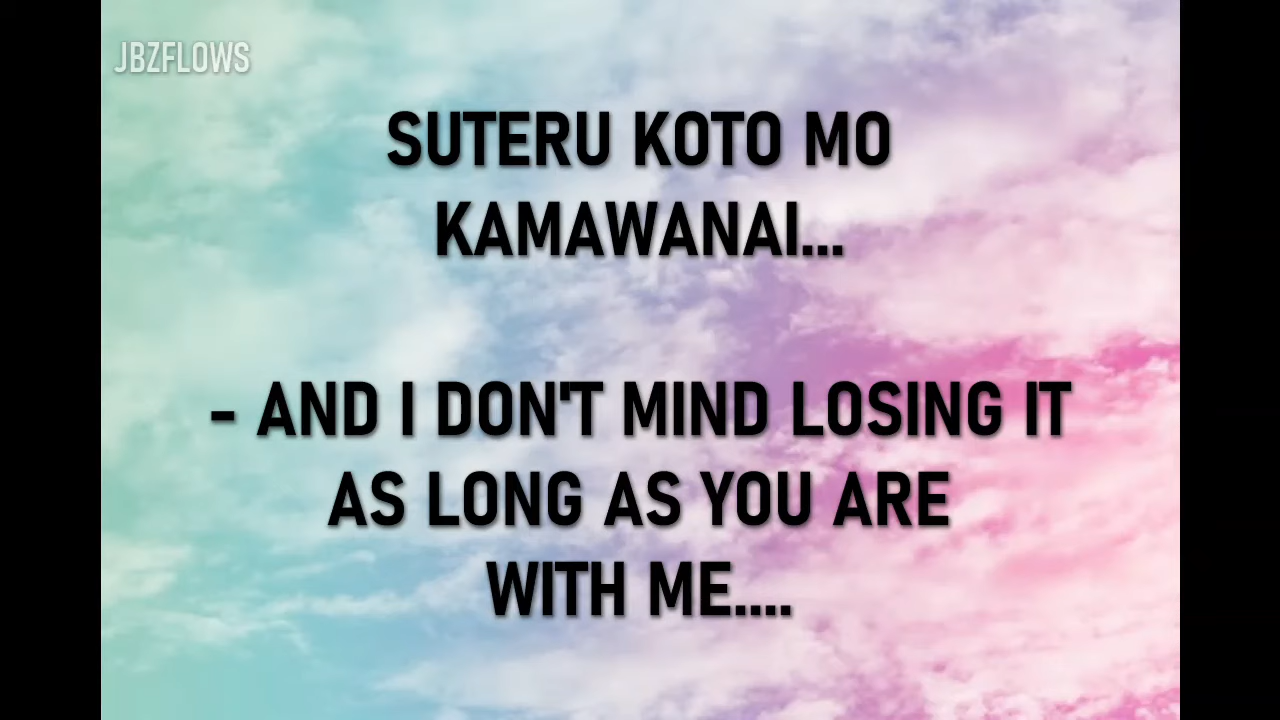 JBZFLOWS
SUTERU KOTO MO
KAMAWANAI...
- AND I DON'T MIND LOSING IT
AS LONG AS YOU ARE
WITH ME....